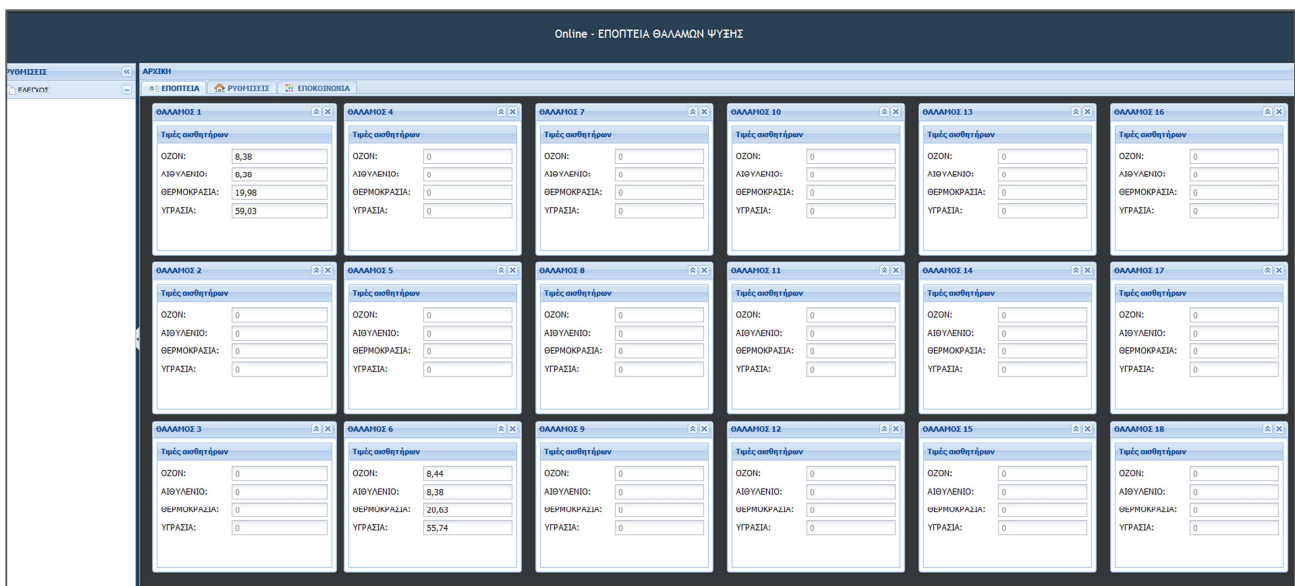 Online - ΕΠΟΠΤΕΙΑ ΘΑΛΑΜΩΝ ΨΥΞΗΣ
ΡΥΘΜΙΣΕΙΣ
ΕΛΕΓΧΟΣ
ΑΡΧΙΚΗ
ΕΠΟΠΤΕΙΑ ΡΥΘΜΙΣΕΙΣ ΕΠΟΚΟΙΝΩΝΙΑ
ΘΑΛΑΜΟΣ 1 ΘΑΛΑΜΟΣ 4 ΘΑΛΑΜΟΣ 7 ΘΑΛΑΜΟΣ 10 ΘΑΛΑΜΟΣ 13 ΘΑΛΑΜΟΣ 16
Τιμές αισθητήρων Τιμές αισθητήρων Τιμές αισθητήρων Τιμές αισθητήρων Τιμές αισθητήρων Τιμές αισθητήρων
ΟΖΟΝ: 8,38 ΟΖΟΝ: 0 ΟΖΟΝ: 0 ΟΖΟΝ: 0 ΟΖΟΝ: 0 ΟΖΟΝ: 0
ΑΙΘΥΛΕΝΙΟ: 8,38 ΑΙΘΥΛΕΝΙΟ: 0 ΑΙΘΥΛΕΝΙΟ: 0 ΑΙΘΥΛΕΝΙΟ: 0 ΑΙΘΥΛΕΝΙΟ: 0 ΑΙΘΥΛΕΝΙΟ: 0
ΘΕΡΜΟΚΡΑΣΙΑ: 19,98 ΘΕΡΜΟΚΡΑΣΙΑ: 0 ΘΕΡΜΟΚΡΑΣΙΑ: 0 ΘΕΡΜΟΚΡΑΣΙΑ: 0 ΘΕΡΜΟΚΡΑΣΙΑ: 0 ΘΕΡΜΟΚΡΑΣΙΑ: 0
ΥΓΡΑΣΙΑ: 59,03 ΥΓΡΑΣΙΑ: 0 ΥΓΡΑΣΙΑ: 0 ΥΓΡΑΣΙΑ: 0 ΥΓΡΑΣΙΑ: 0 ΥΓΡΑΣΙΑ: 0
ΘΑΛΑΜΟΣ 2 ΘΑΛΑΜΟΣ 5 ΘΑΛΑΜΟΣ 8 ΘΑΛΑΜΟΣ 11 ΘΑΛΑΜΟΣ 14 ΘΑΛΑΜΟΣ 17
Τιμές αισθητήρων Τιμές αισθητήρων Τιμές αισθητήρων Τιμές αισθητήρων Τιμές αισθητήρων Τιμές αισθητήρων
ΟΖΟΝ: 0 ΟΖΟΝ: 0 ΟΖΟΝ: 0 ΟΖΟΝ: 0 ΟΖΟΝ: 0 ΟΖΟΝ: 0
ΑΙΘΥΛΕΝΙΟ: 0 ΑΙΘΥΛΕΝΙΟ: 0 ΑΙΘΥΛΕΝΙΟ: 0 ΑΙΘΥΛΕΝΙΟ: 0 ΑΙΘΥΛΕΝΙΟ: 0 ΑΙΘΥΛΕΝΙΟ: 0
ΘΕΡΜΟΚΡΑΣΙΑ: 0 ΘΕΡΜΟΚΡΑΣΙΑ: 0 ΘΕΡΜΟΚΡΑΣΙΑ: 0 ΘΕΡΜΟΚΡΑΣΙΑ: 0 ΘΕΡΜΟΚΡΑΣΙΑ: 0 ΘΕΡΜΟΚΡΑΣΙΑ: 0
ΥΓΡΑΣΙΑ: 0 ΥΓΡΑΣΙΑ: 0 ΥΓΡΑΣΙΑ: 0 ΥΓΡΑΣΙΑ: 0 ΥΓΡΑΣΙΑ: 0 ΥΓΡΑΣΙΑ: 0
ΘΑΛΑΜΟΣ 3 ΘΑΛΑΜΟΣ 6 ΘΑΛΑΜΟΣ 9 ΘΑΛΑΜΟΣ 12 ΘΑΛΑΜΟΣ 15 ΘΑΛΑΜΟΣ 18
Τιμές αισθητήρων Τιμές αισθητήρων Τιμές αισθητήρων Τιμές αισθητήρων Τιμές αισθητήρων Τιμές αισθητήρων
ΟΖΟΝ: 0 ΟΖΟΝ: 8,44 ΟΖΟΝ: 0 ΟΖΟΝ: 0 ΟΖΟΝ: 0 ΟΖΟΝ: 0
ΑΙΘΥΛΕΝΙΟ: 0 ΑΙΘΥΛΕΝΙΟ: 8,38 ΑΙΘΥΛΕΝΙΟ: 0 ΑΙΘΥΛΕΝΙΟ: 0 ΑΙΘΥΛΕΝΙΟ: 0 ΑΙΘΥΛΕΝΙΟ: 0
ΘΕΡΜΟΚΡΑΣΙΑ: 0 ΘΕΡΜΟΚΡΑΣΙΑ: 20,63 ΘΕΡΜΟΚΡΑΣΙΑ: 0 ΘΕΡΜΟΚΡΑΣΙΑ: 0 ΘΕΡΜΟΚΡΑΣΙΑ: 0 ΘΕΡΜΟΚΡΑΣΙΑ: 0
ΥΓΡΑΣΙΑ: 0 ΥΓΡΑΣΙΑ: 55,74 ΥΓΡΑΣΙΑ: 0 ΥΓΡΑΣΙΑ: 0 ΥΓΡΑΣΙΑ: 0 ΥΓΡΑΣΙΑ: 0